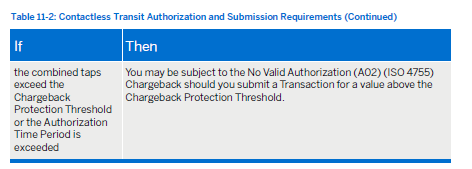 Table 11-2: Contactless Transit Authorization and Submission Requirements (Continued)
If
Then
the combined taps
exceed the
Chargeback
Protection Threshold
or the Authorization
Time Period is
exceeded
You may be subject to the No Valid Authorization (A02) (ISO 4755)
Chargeback should you submit a Transaction for a value above the
Chargeback Protection Threshold.